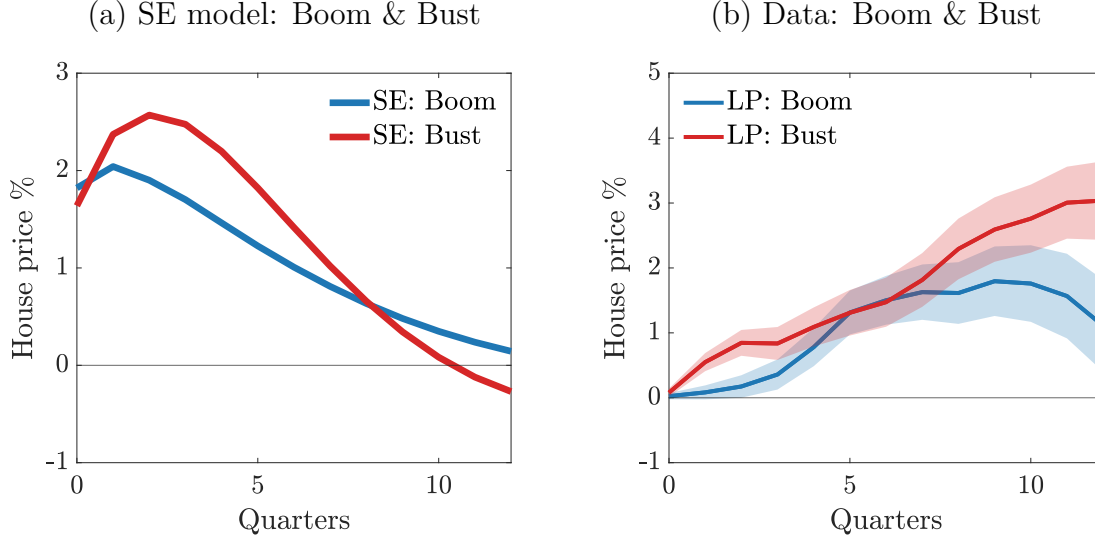 (a) SE model: Boom & Bust
3
2
1
0
-1
0
5
10
House price %
Quarters
SE: Boom
SE: Bust
(b) Data: Boom & Bust
5
4
3
2
1
0
-1
0
5
10
House price %
Quarters
LP: Boom
LP: Bust